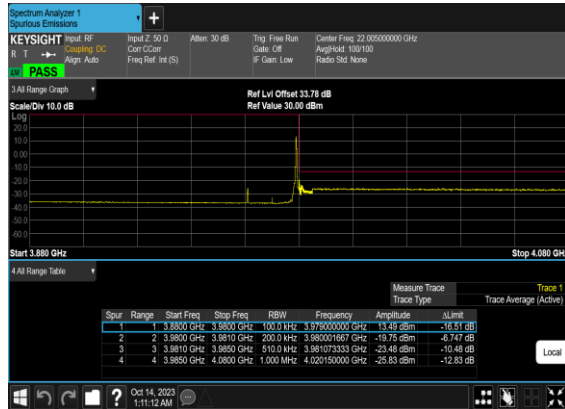 Spectrum Analyzer 1
Spurious Emissions
+
KEYSIGHT Input: RF Input Z: 50 Ω Atten: 30 dB Trig: Free Run Center Freq: 22.005000000 GHz
R T Coupling: DC Corr CCorr Gate: Off Avg|Hold: 100/100
Align: Auto Freq Ref: Int (S) IF Gain: Low Radio Std: None
PASS
3 All Range Graph
Ref Lvl Offset 33.78 dB
Scale/Div 10.0 dB Ref Value 30.00 dBm
Log
20.0
10.0
0.00
-10.0
-20.0
-30.0
-40.0
-50.0
-60.0
Start 3.880 GHz Stop 4.080 GH
4 All Range Table
Measure Trace Trace 1
Trace Type Trace Average (Active)
Spur Range Start Freq Stop Freq RBW Frequency Amplitude ΔLimit
1 1 3.8800 GHz 3.9800 GHz 100.0 kHz 3.979000000 GHz 13.49 dBm -16.51 dB
2 2 3.9800 GHz 3.9810 GHz 200.0 kHz 3.980001667 GHz -19.75 dBm -6.747 dB
3 3 3.9810 GHz 3.9850 GHz 510.0 kHz 3.981073333 GHz -23.48 dBm -10.48 dB
4 4 3.9850 GHz 4.0800 GHz 1.000 MHz 4.020150000 GHz -25.83 dBm -12.83 dB
Local
? Oct 14, 2023
1:11:12 AM